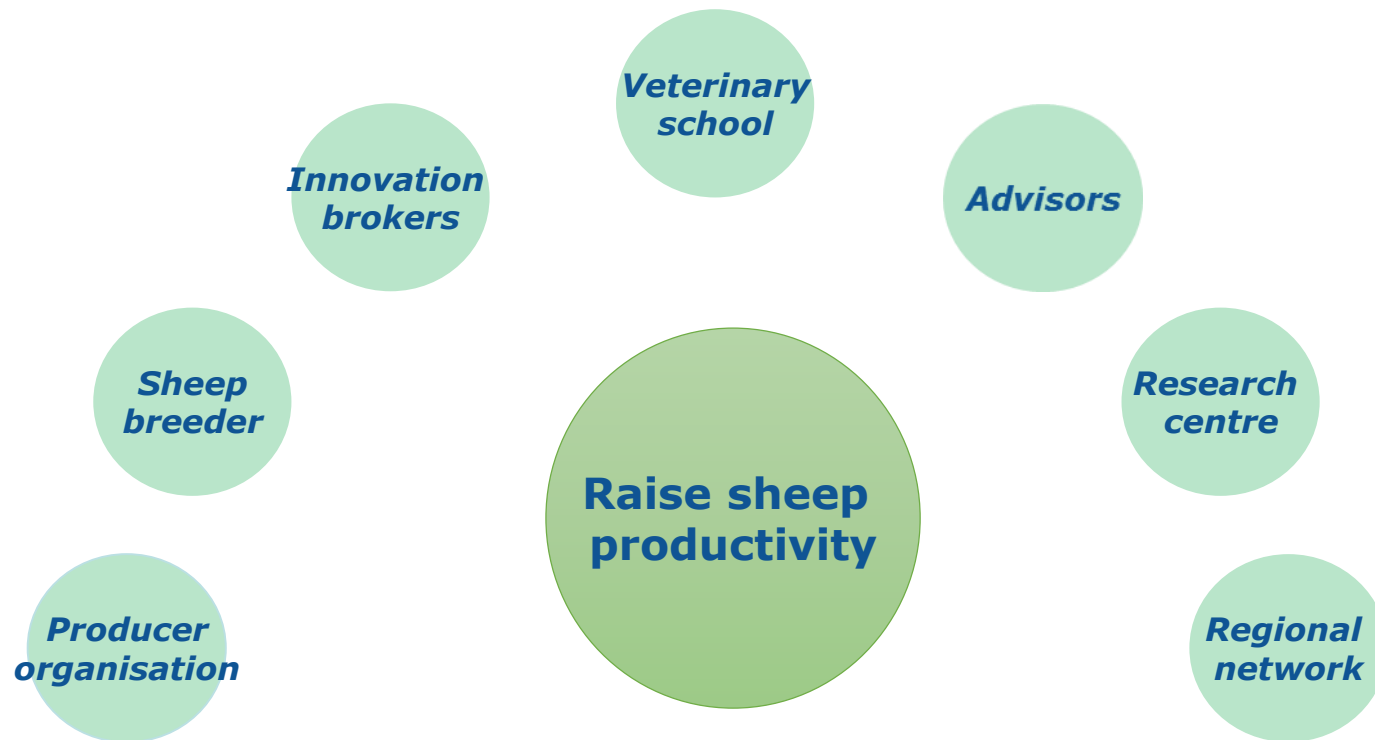 Veterinary
school
Innovation
brokers
Advisors
Sheep
breeder
Research
centre
Raise sheep
productivity
Producer
organisation
Regional
network